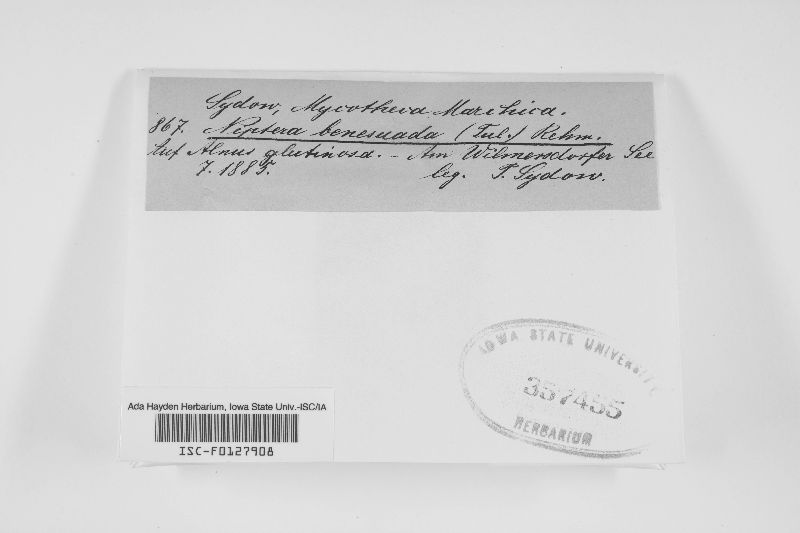 Sydow, Mycotheca Marchica.
867. Niptera benesuada (Tul.) Rehm.
Auf Alnus glutinosa. - Am Wilmersdorfer See
7. 1885. leg. P. Sydow.
IOWA STATE UNIVERSITY
357455
HERBARIUM
Ada Hayden Herbarium, Iowa State Univ.-ISC/IA
ISC-F0127908